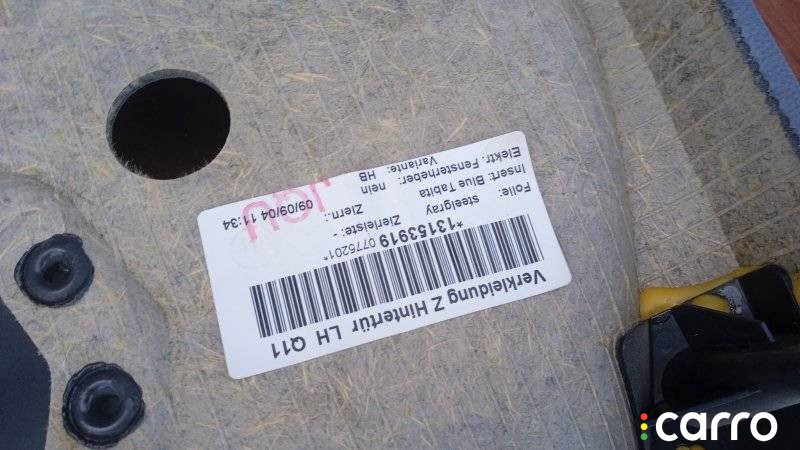 Verkleidung Z Hintertür LH Q11
*13153919 0775201*
Folie: steelgray Zierleiste: -
Insert: Blue Tabita Ziern.:
Elektr. Fensterheber: nein
Variante: HB 09/09/04 11:34
JQU
carro